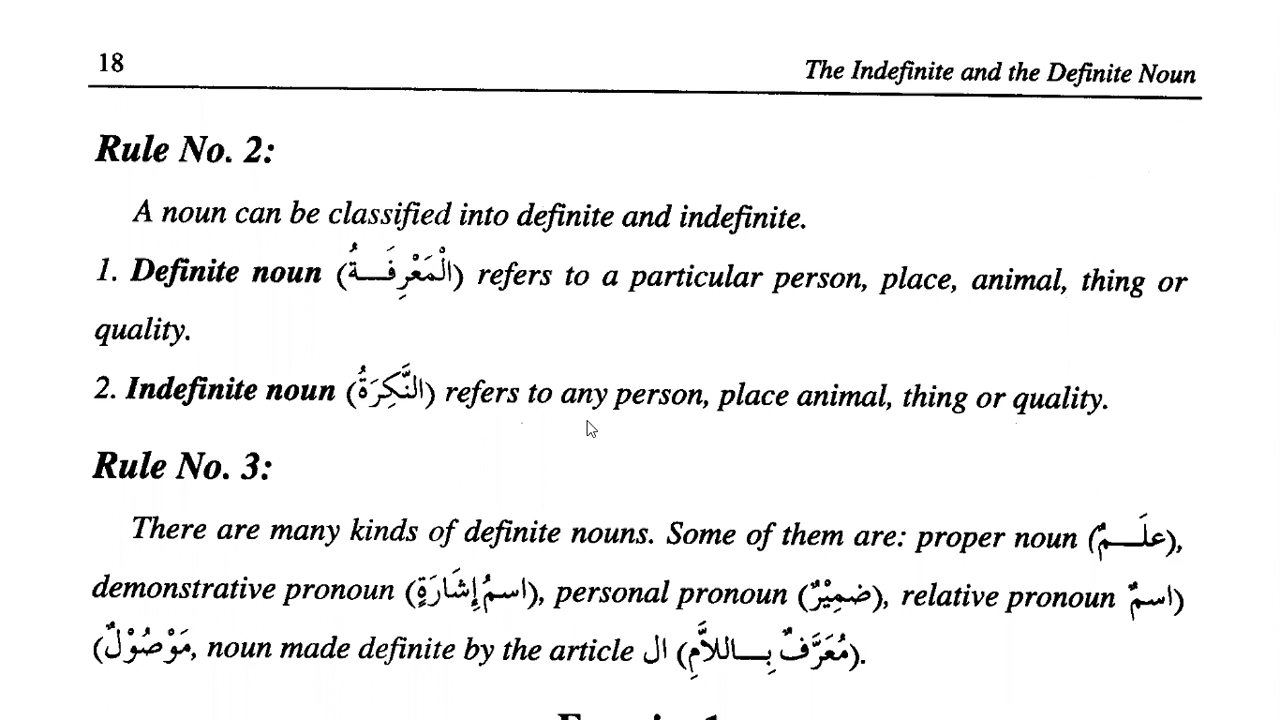 18
The Indefinite and the Definite Noun
Rule No. 2:
A noun can be classified into definite and indefinite.
1. Definite noun (الْمَعْرِفَـــةُ) refers to a particular person, place, animal, thing or
quality.
2. Indefinite noun (النَّكِرَةُ) refers to any person, place animal, thing or quality.
Rule No. 3:
There are many kinds of definite nouns. Some of them are: proper noun (علَـــمٌ),
demonstrative pronoun (اسمُ إِشَارَةٍ), personal pronoun (ضَمِيْرٌ), relative pronoun (اسمٌ
مَوْصُوْلٌ), noun made definite by the article ال (مُعَرَّفٌ بِـــاللاَّمِ).